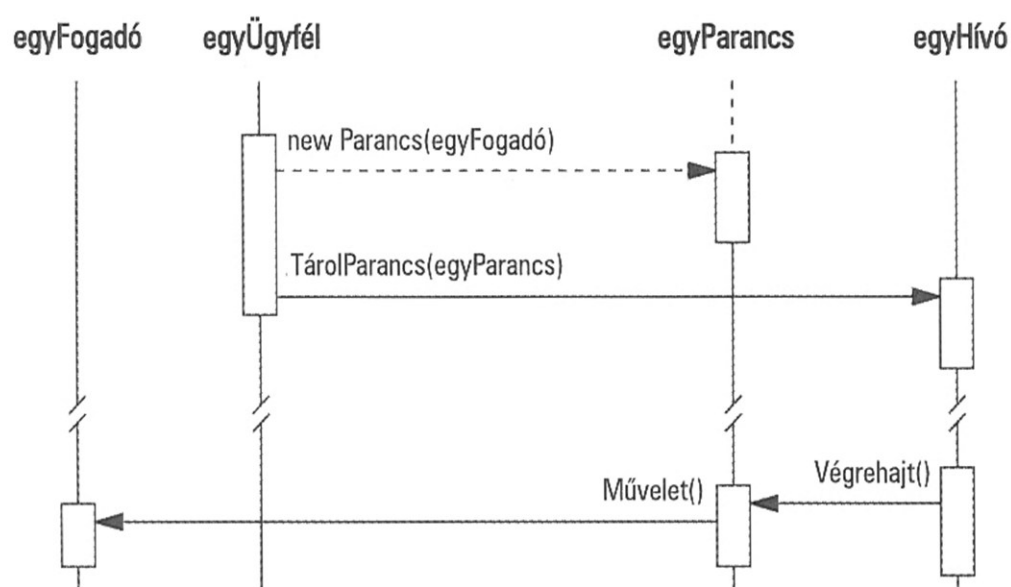 egyFogadó egyÜgyfél egyParancs egyHívó
new Parancs(egyFogadó)
TárolParancs(egyParancs)
Végrehajt()
Művelet()